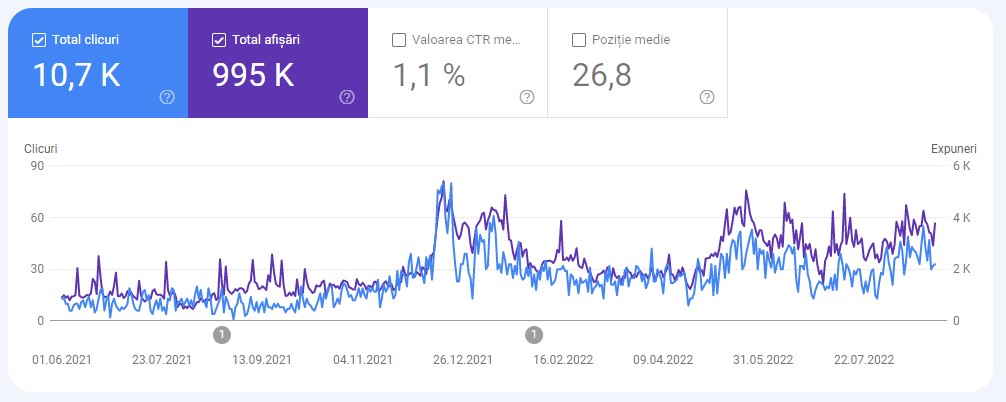 Total clicuri
Total afișări
Valoarea CTR me...
Poziție medie
10,7 K
995 K
1,1 %
26,8
Clicuri
Expuneri
90
6 K
60
4 K
30
2 K
0
0
1
1
01.06.2021
23.07.2021
13.09.2021
04.11.2021
26.12.2021
16.02.2022
09.04.2022
31.05.2022
22.07.2022